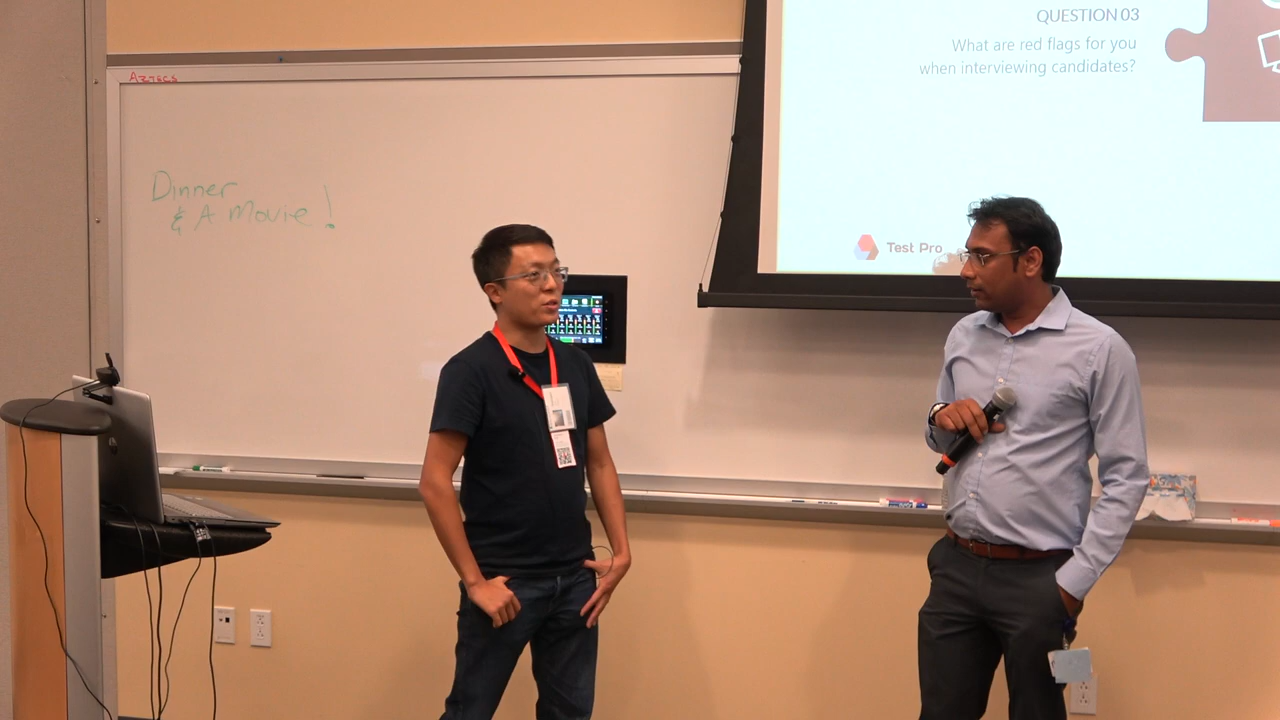 QUESTION 03
What are red flags for you
when interviewing candidates?
AZTECS
Dinner
& A Movie!
Test Pro